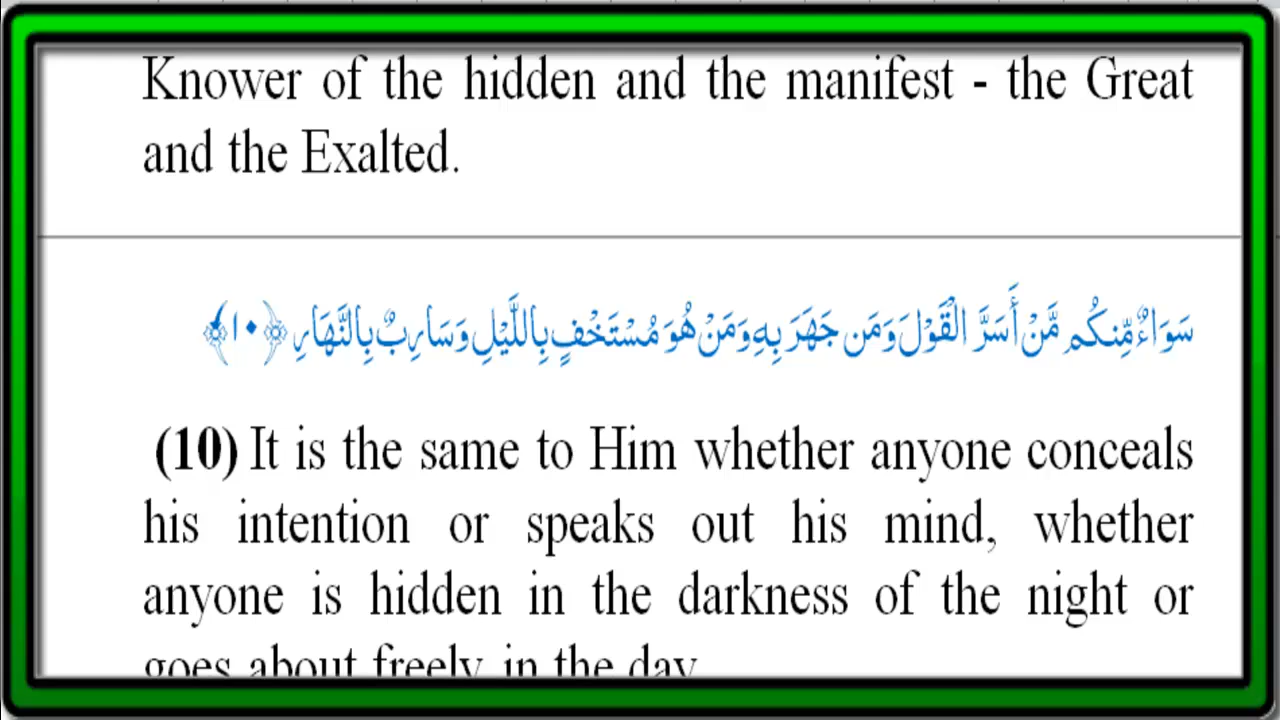 Knower of the hidden and the manifest - the Great
and the Exalted.
سَوَاءٌ مِّنكُم مَّنْ أَسَرَّ الْقَوْلَ وَمَن جَهَرَ بِهِ وَمَنْ هُوَ مُسْتَخْفٍ بِاللَّيْلِ وَسَارِبٌ بِالنَّهَارِ ﴿١٠﴾
(10) It is the same to Him whether anyone conceals
his intention or speaks out his mind, whether
anyone is hidden in the darkness of the night or
goes about freely in the day